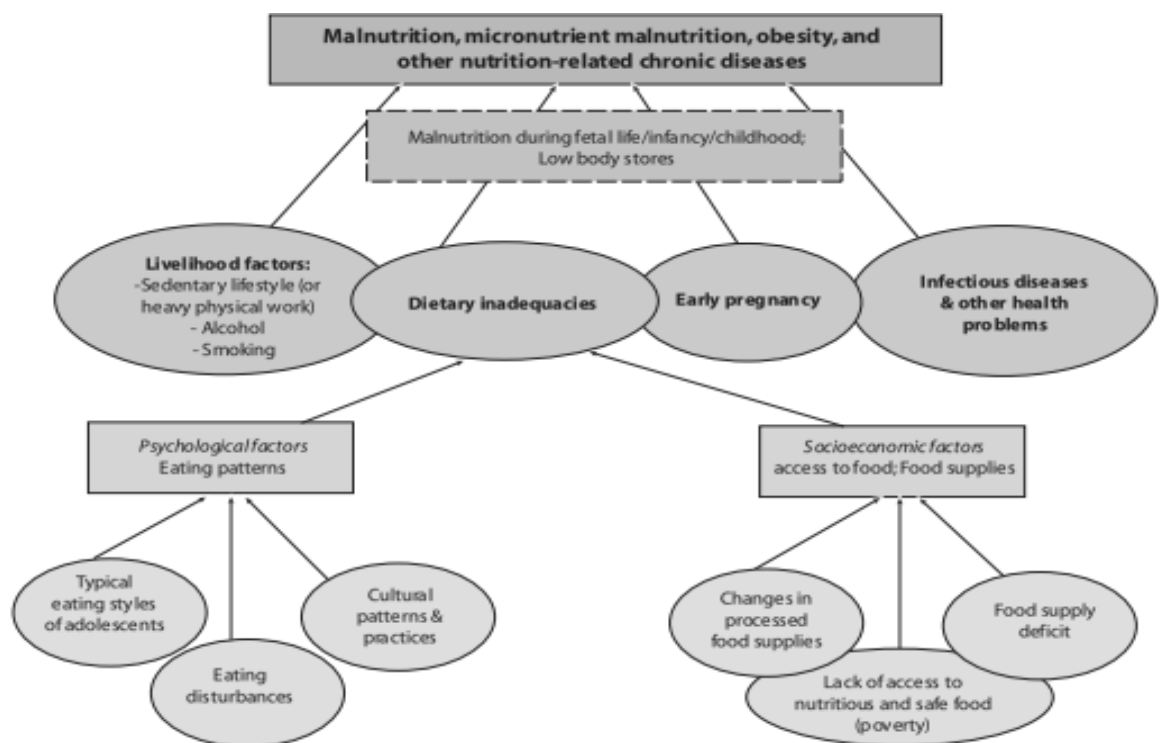 Malnutrition, micronutrient malnutrition, obesity, and
other nutrition-related chronic diseases
Malnutrition during fetal life/infancy/childhood;
Low body stores
Livelihood factors:
-Sedentary lifestyle (or
heavy physical work)
- Alcohol
- Smoking
Dietary inadequacies
Early pregnancy
Infectious diseases
& other health
problems
Psychological factors
Eating patterns
Socioeconomic factors
access to food; Food supplies
Typical
eating styles
of adolescents
Eating
disturbances
Cultural
patterns &
practices
Changes in
processed
food supplies
Lack of access to
nutritious and safe food
(poverty)
Food supply
deficit